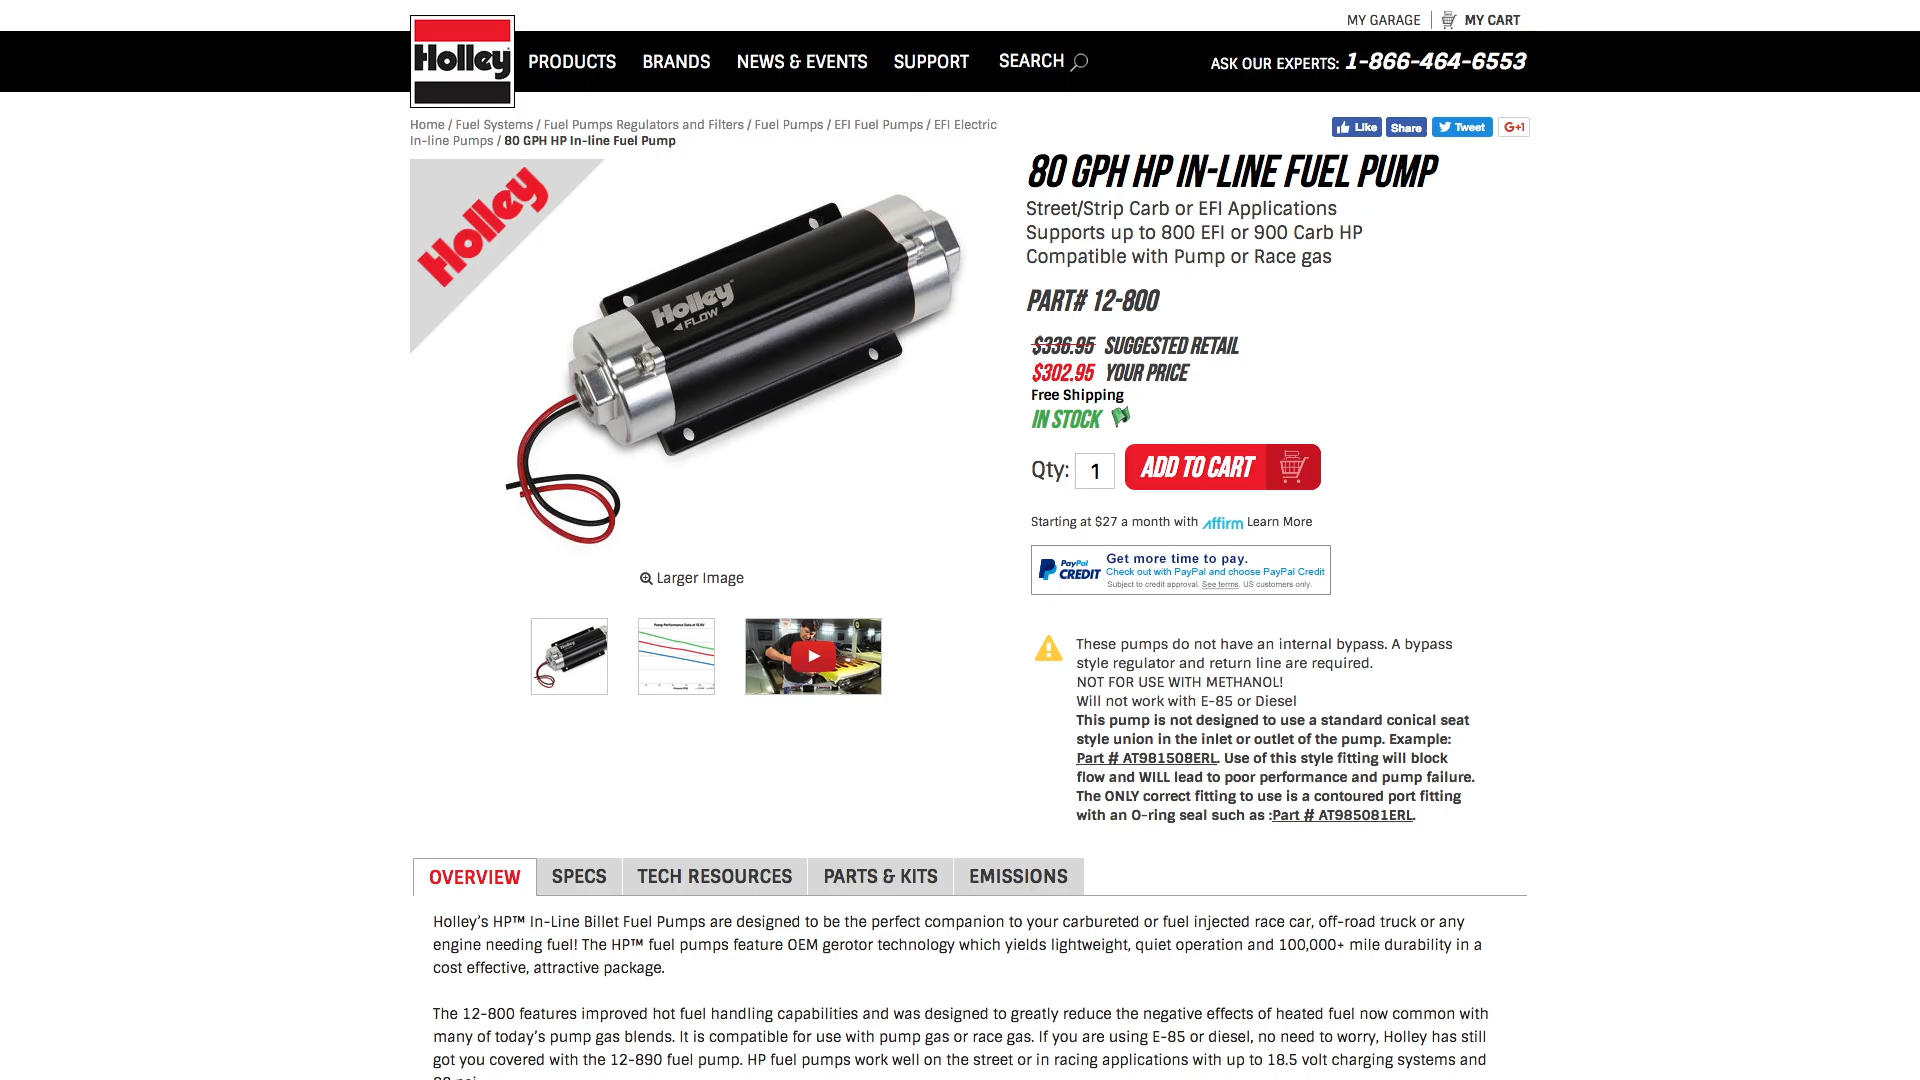 MY GARAGE MY CART
Holley PRODUCTS BRANDS NEWS & EVENTS SUPPORT SEARCH ASK OUR EXPERTS: 1-866-464-6553
Home / Fuel Systems / Fuel Pumps Regulators and Filters / Fuel Pumps / EFI Fuel Pumps / EFI Electric
In-line Pumps / 80 GPH HP In-line Fuel Pump
Like Share Tweet G+1
Holley
Holley
FLOW
Larger Image
Pump Performance Data at 13.5V
80 GPH HP IN-LINE FUEL PUMP
Street/Strip Carb or EFI Applications
Supports up to 800 EFI or 900 Carb HP
Compatible with Pump or Race gas
PART# 12-800
$336.95 SUGGESTED RETAIL
$302.95 YOUR PRICE
Free Shipping
IN STOCK
Qty: 1 ADD TO CART
Starting at $27 a month with affirm Learn More
PayPal CREDIT
Get more time to pay.
Check out with PayPal and choose PayPal Credit
Subject to credit approval. See terms. US customers only.
These pumps do not have an internal bypass. A bypass
style regulator and return line are required.
NOT FOR USE WITH METHANOL!
Will not work with E-85 or Diesel
This pump is not designed to use a standard conical seat
style union in the inlet or outlet of the pump. Example:
Part # AT981508ERL. Use of this style fitting will block
flow and WILL lead to poor performance and pump failure.
The ONLY correct fitting to use is a contoured port fitting
with an O-ring seal such as :Part # AT985081ERL.
OVERVIEW SPECS TECH RESOURCES PARTS & KITS EMISSIONS
Holley's HP™ In-Line Billet Fuel Pumps are designed to be the perfect companion to your carbureted or fuel injected race car, off-road truck or any
engine needing fuel! The HP™ fuel pumps feature OEM gerotor technology which yields lightweight, quiet operation and 100,000+ mile durability in a
cost effective, attractive package.
The 12-800 features improved hot fuel handling capabilities and was designed to greatly reduce the negative effects of heated fuel now common with
many of today's pump gas blends. It is compatible for use with pump gas or race gas. If you are using E-85 or diesel, no need to worry, Holley has still
got you covered with the 12-890 fuel pump. HP fuel pumps work well on the street or in racing applications with up to 18.5 volt charging systems and